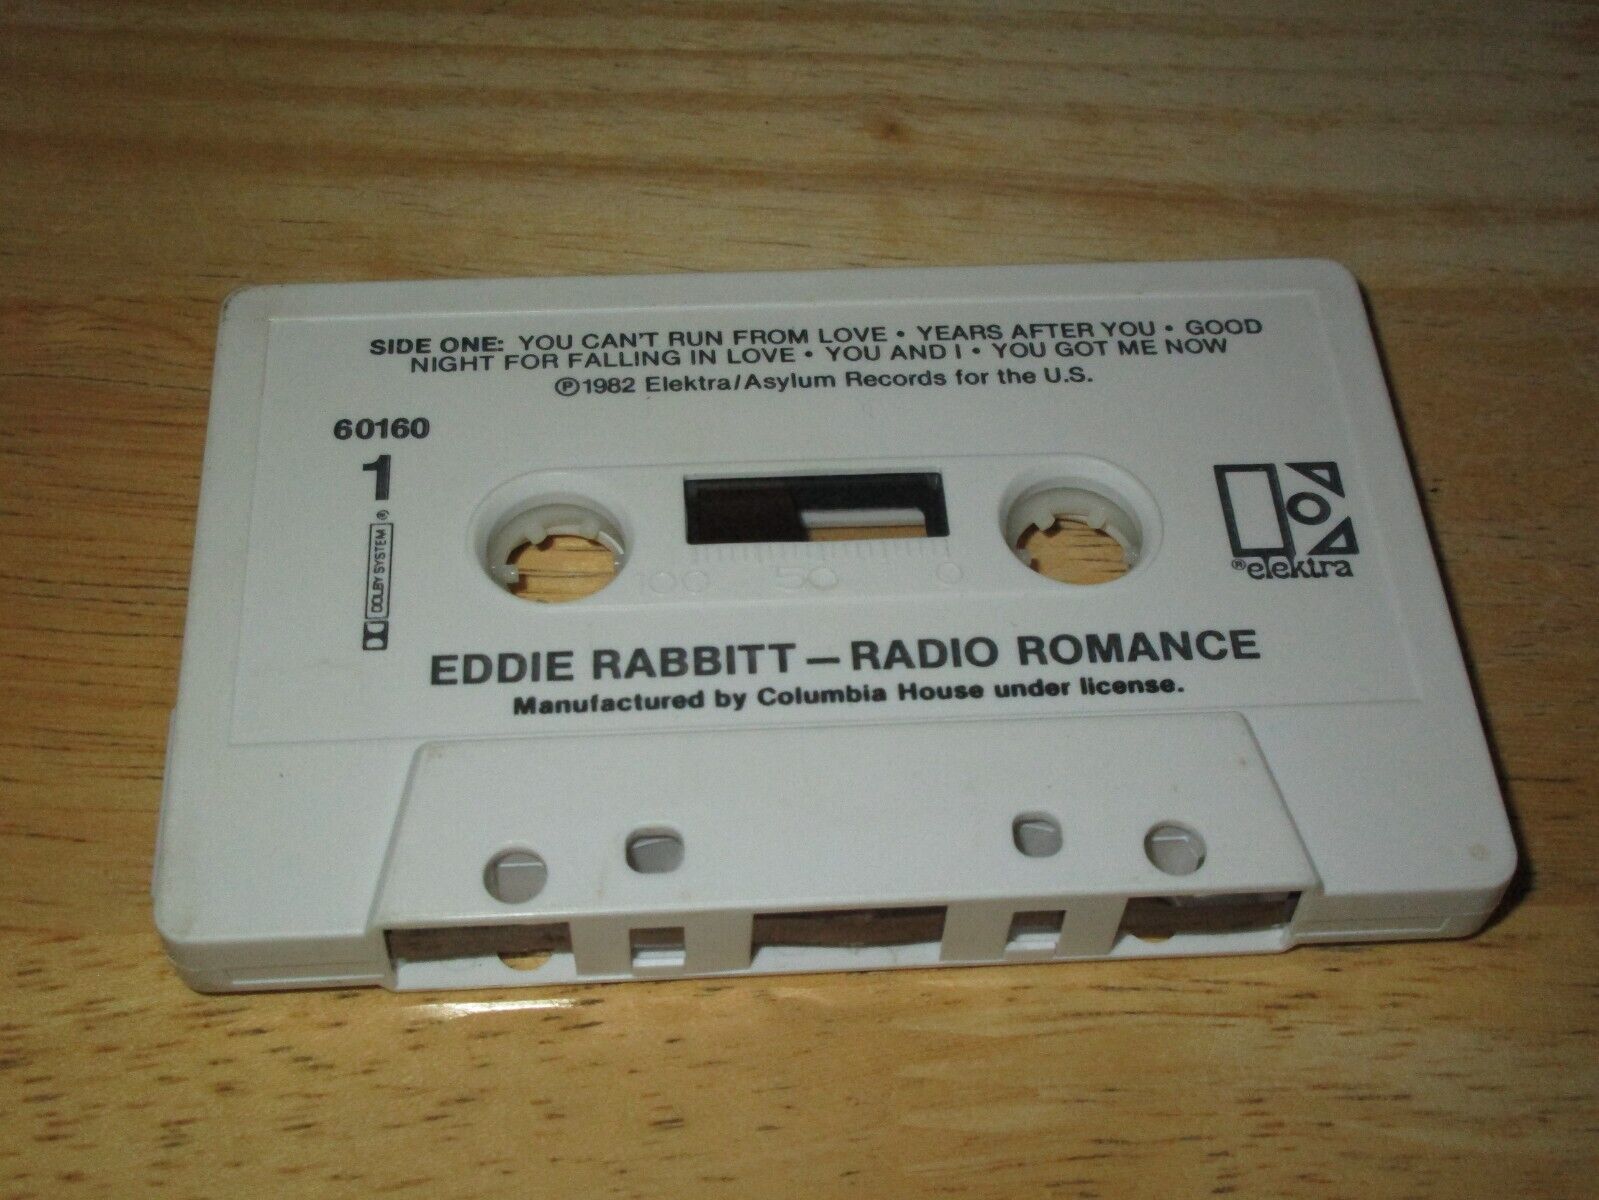 SIDE ONE: YOU CAN'T RUN FROM LOVE • YEARS AFTER YOU • GOOD
NIGHT FOR FALLING IN LOVE • YOU AND I • YOU GOT ME NOW
℗1982 Elektra/Asylum Records for the U.S.
60160
1
DOLBY SYSTEM ®
100 50 0
®elektra
EDDIE RABBITT — RADIO ROMANCE
Manufactured by Columbia House under license.